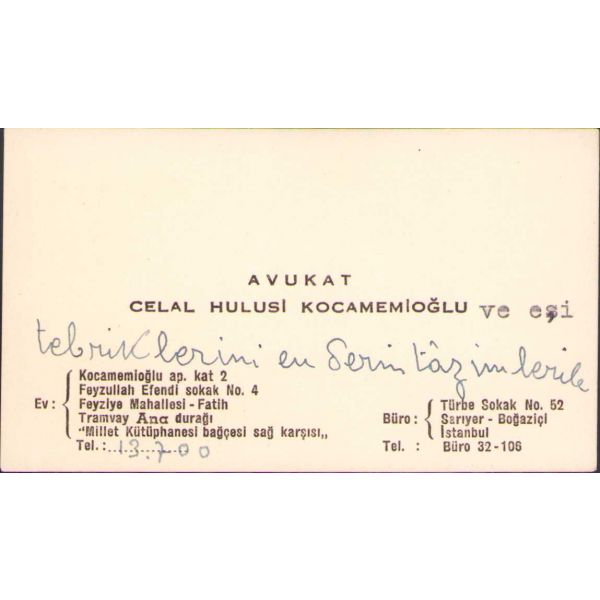 AVUKAT
CELAL HULUSİ KOCAMEMİOĞLU ve eşi
tebriklerini en derin tâzimlerile
Ev:
Kocamemioğlu ap. kat 2
Feyzullah Efendi sokak No. 4
Feyziye Mahallesi - Fatih
Tramvay Ana durağı
"Millet Kütüphanesi bağçesi sağ karşısı,,
Tel.: 13.700
Büro:
Türbe Sokak No. 52
Sarıyer - Boğaziçi
İstanbul
Tel. : Büro 32-106